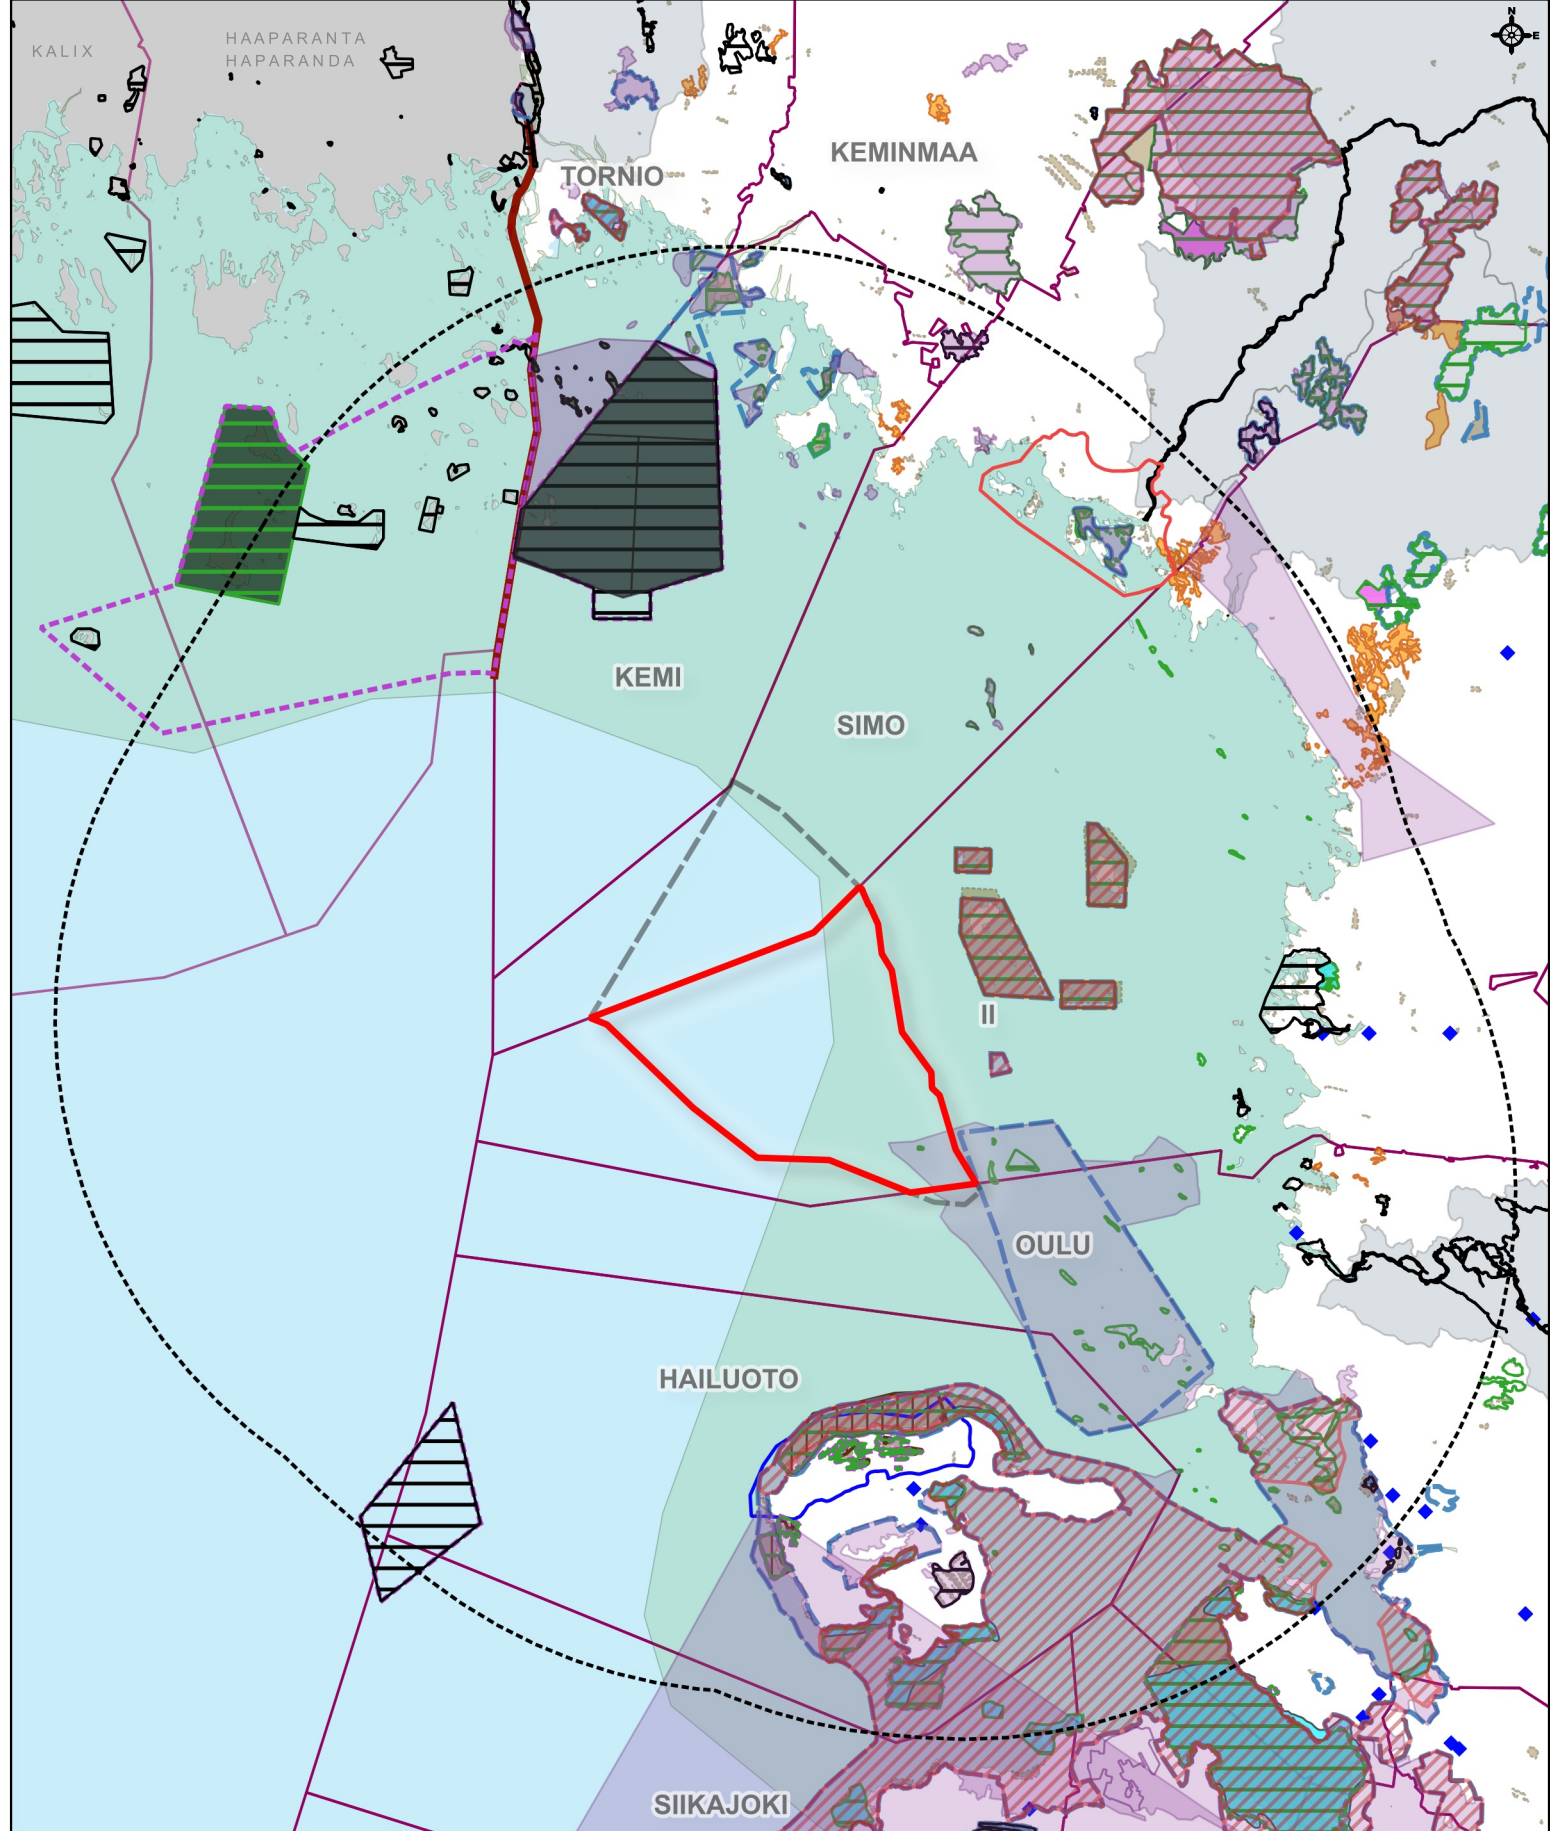 N
E
KALIX
HAAPARANTA
HAPARANDA
KEMINMAA
TORNIO
KEMI
SIMO
II
OULU
HAILUOTO
SIIKAJOKI